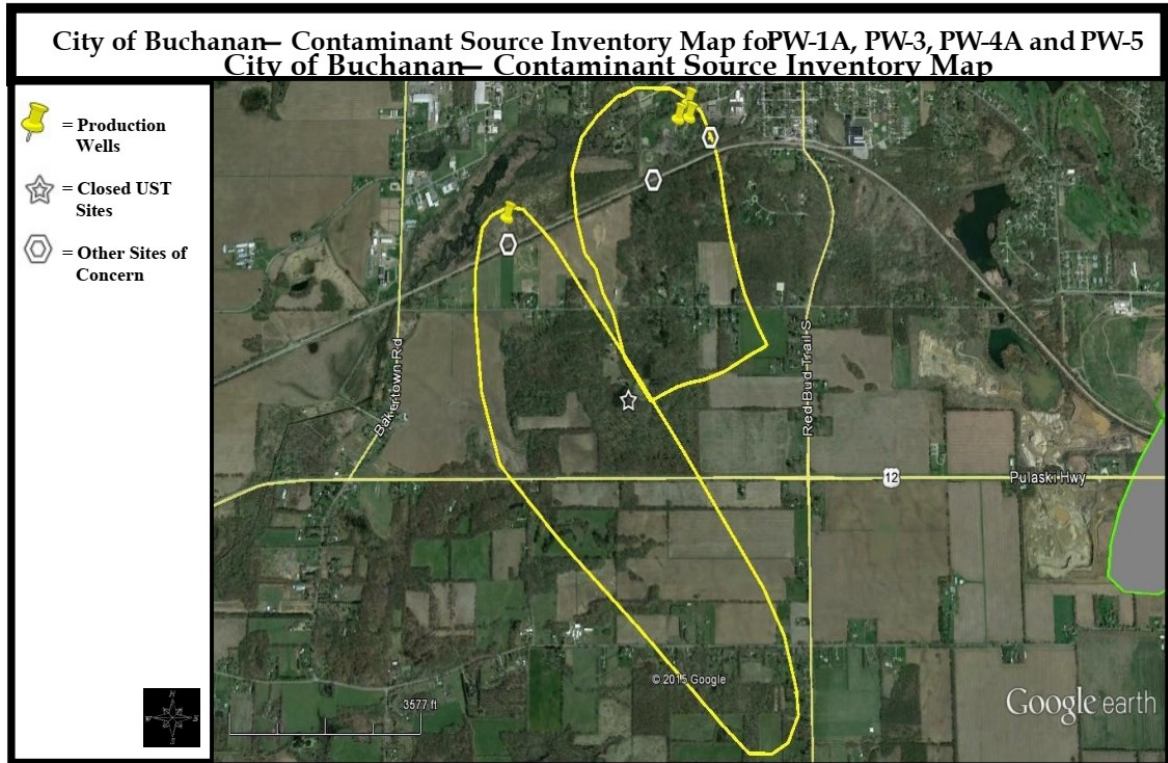 City of Buchanan— Contaminant Source Inventory Map foPW-1A, PW-3, PW-4A and PW-5
City of Buchanan— Contaminant Source Inventory Map
= Production
Wells
= Closed UST
Sites
= Other Sites of
Concern
Bakertown Rd
Red Bud Trail S
12
Pulaski Hwy
© 2015 Google
3577 ft
Google earth